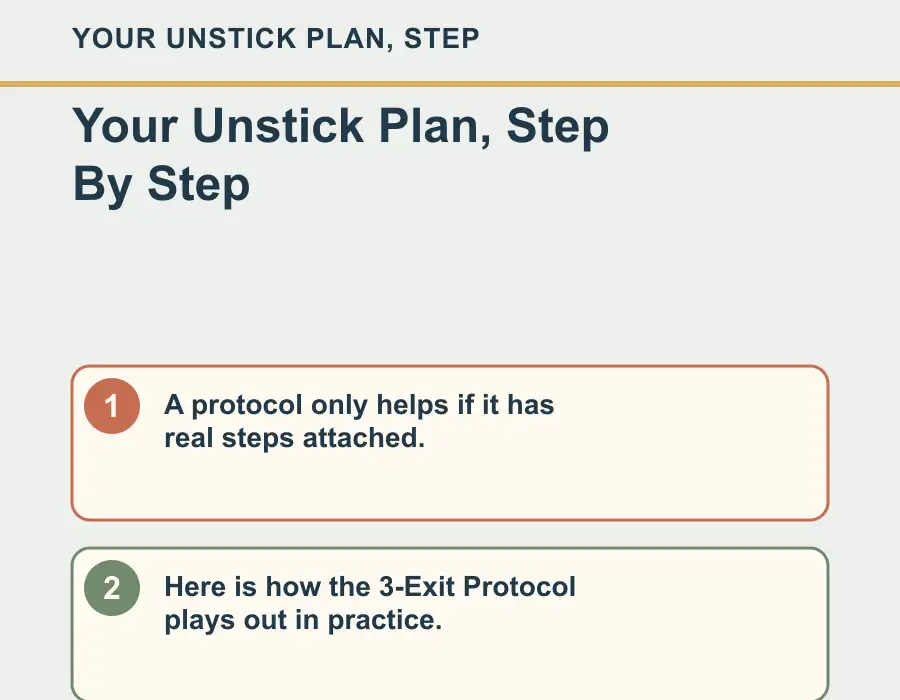 YOUR UNSTICK PLAN, STEP
Your Unstick Plan, Step
By Step
1
A protocol only helps if it has
real steps attached.
2
Here is how the 3-Exit Protocol
plays out in practice.